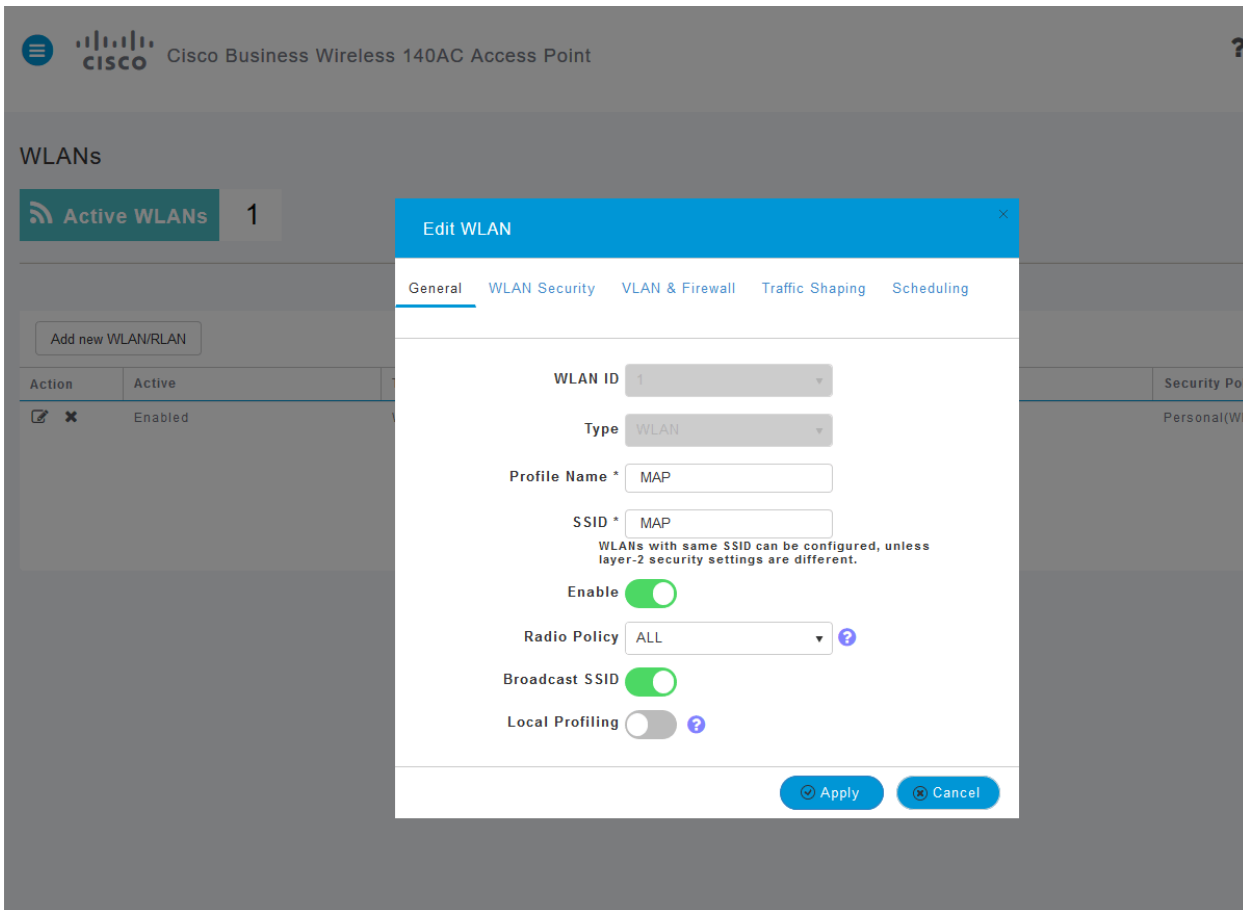 CISCO Cisco Business Wireless 140AC Access Point ?
WLANs
Active WLANs 1
Add new WLAN/RLAN
Action Active Security Po
Enabled Personal(W
Edit WLAN
General WLAN Security VLAN & Firewall Traffic Shaping Scheduling
WLAN ID 1
Type WLAN
Profile Name * MAP
SSID * MAP
WLANs with same SSID can be configured, unless
layer-2 security settings are different.
Enable
Radio Policy ALL ?
Broadcast SSID
Local Profiling ?
Apply Cancel